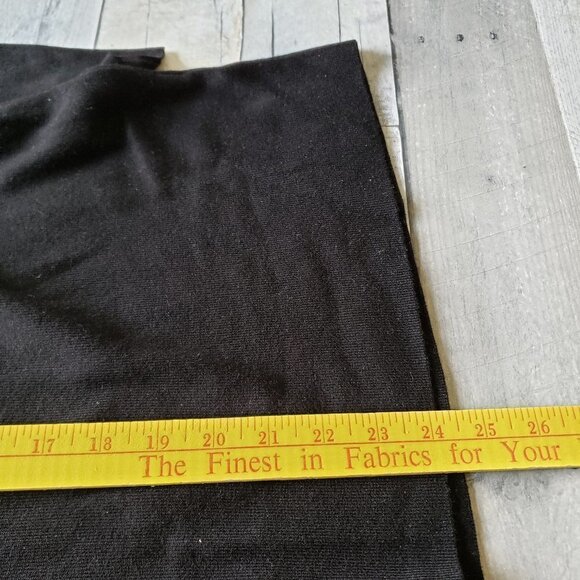 17 18 19 20 21 22 23 24 25 26
The Finest in Fabrics for Your